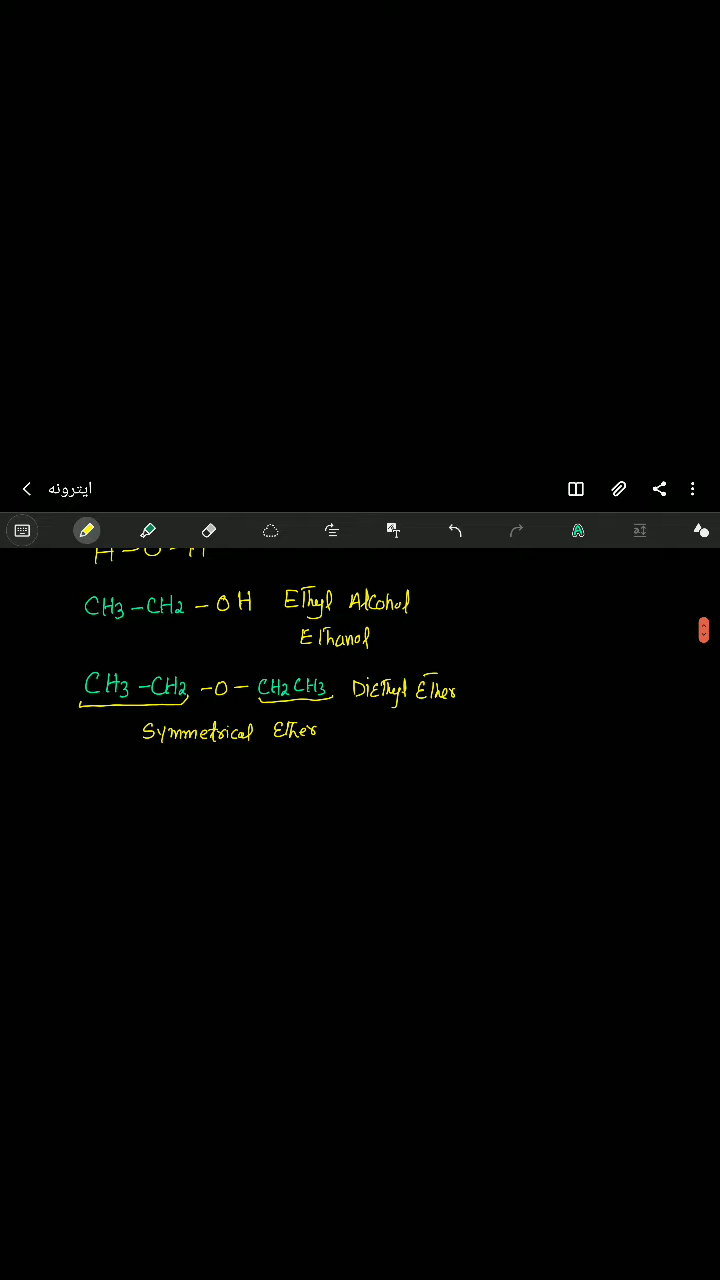 ایترونه
H-O-H
CH3-CH2-OH Ethyl Alcohol
Ethanol
CH3-CH2-O-CH2CH3 Diethyl Ether
Symmetrical Ether